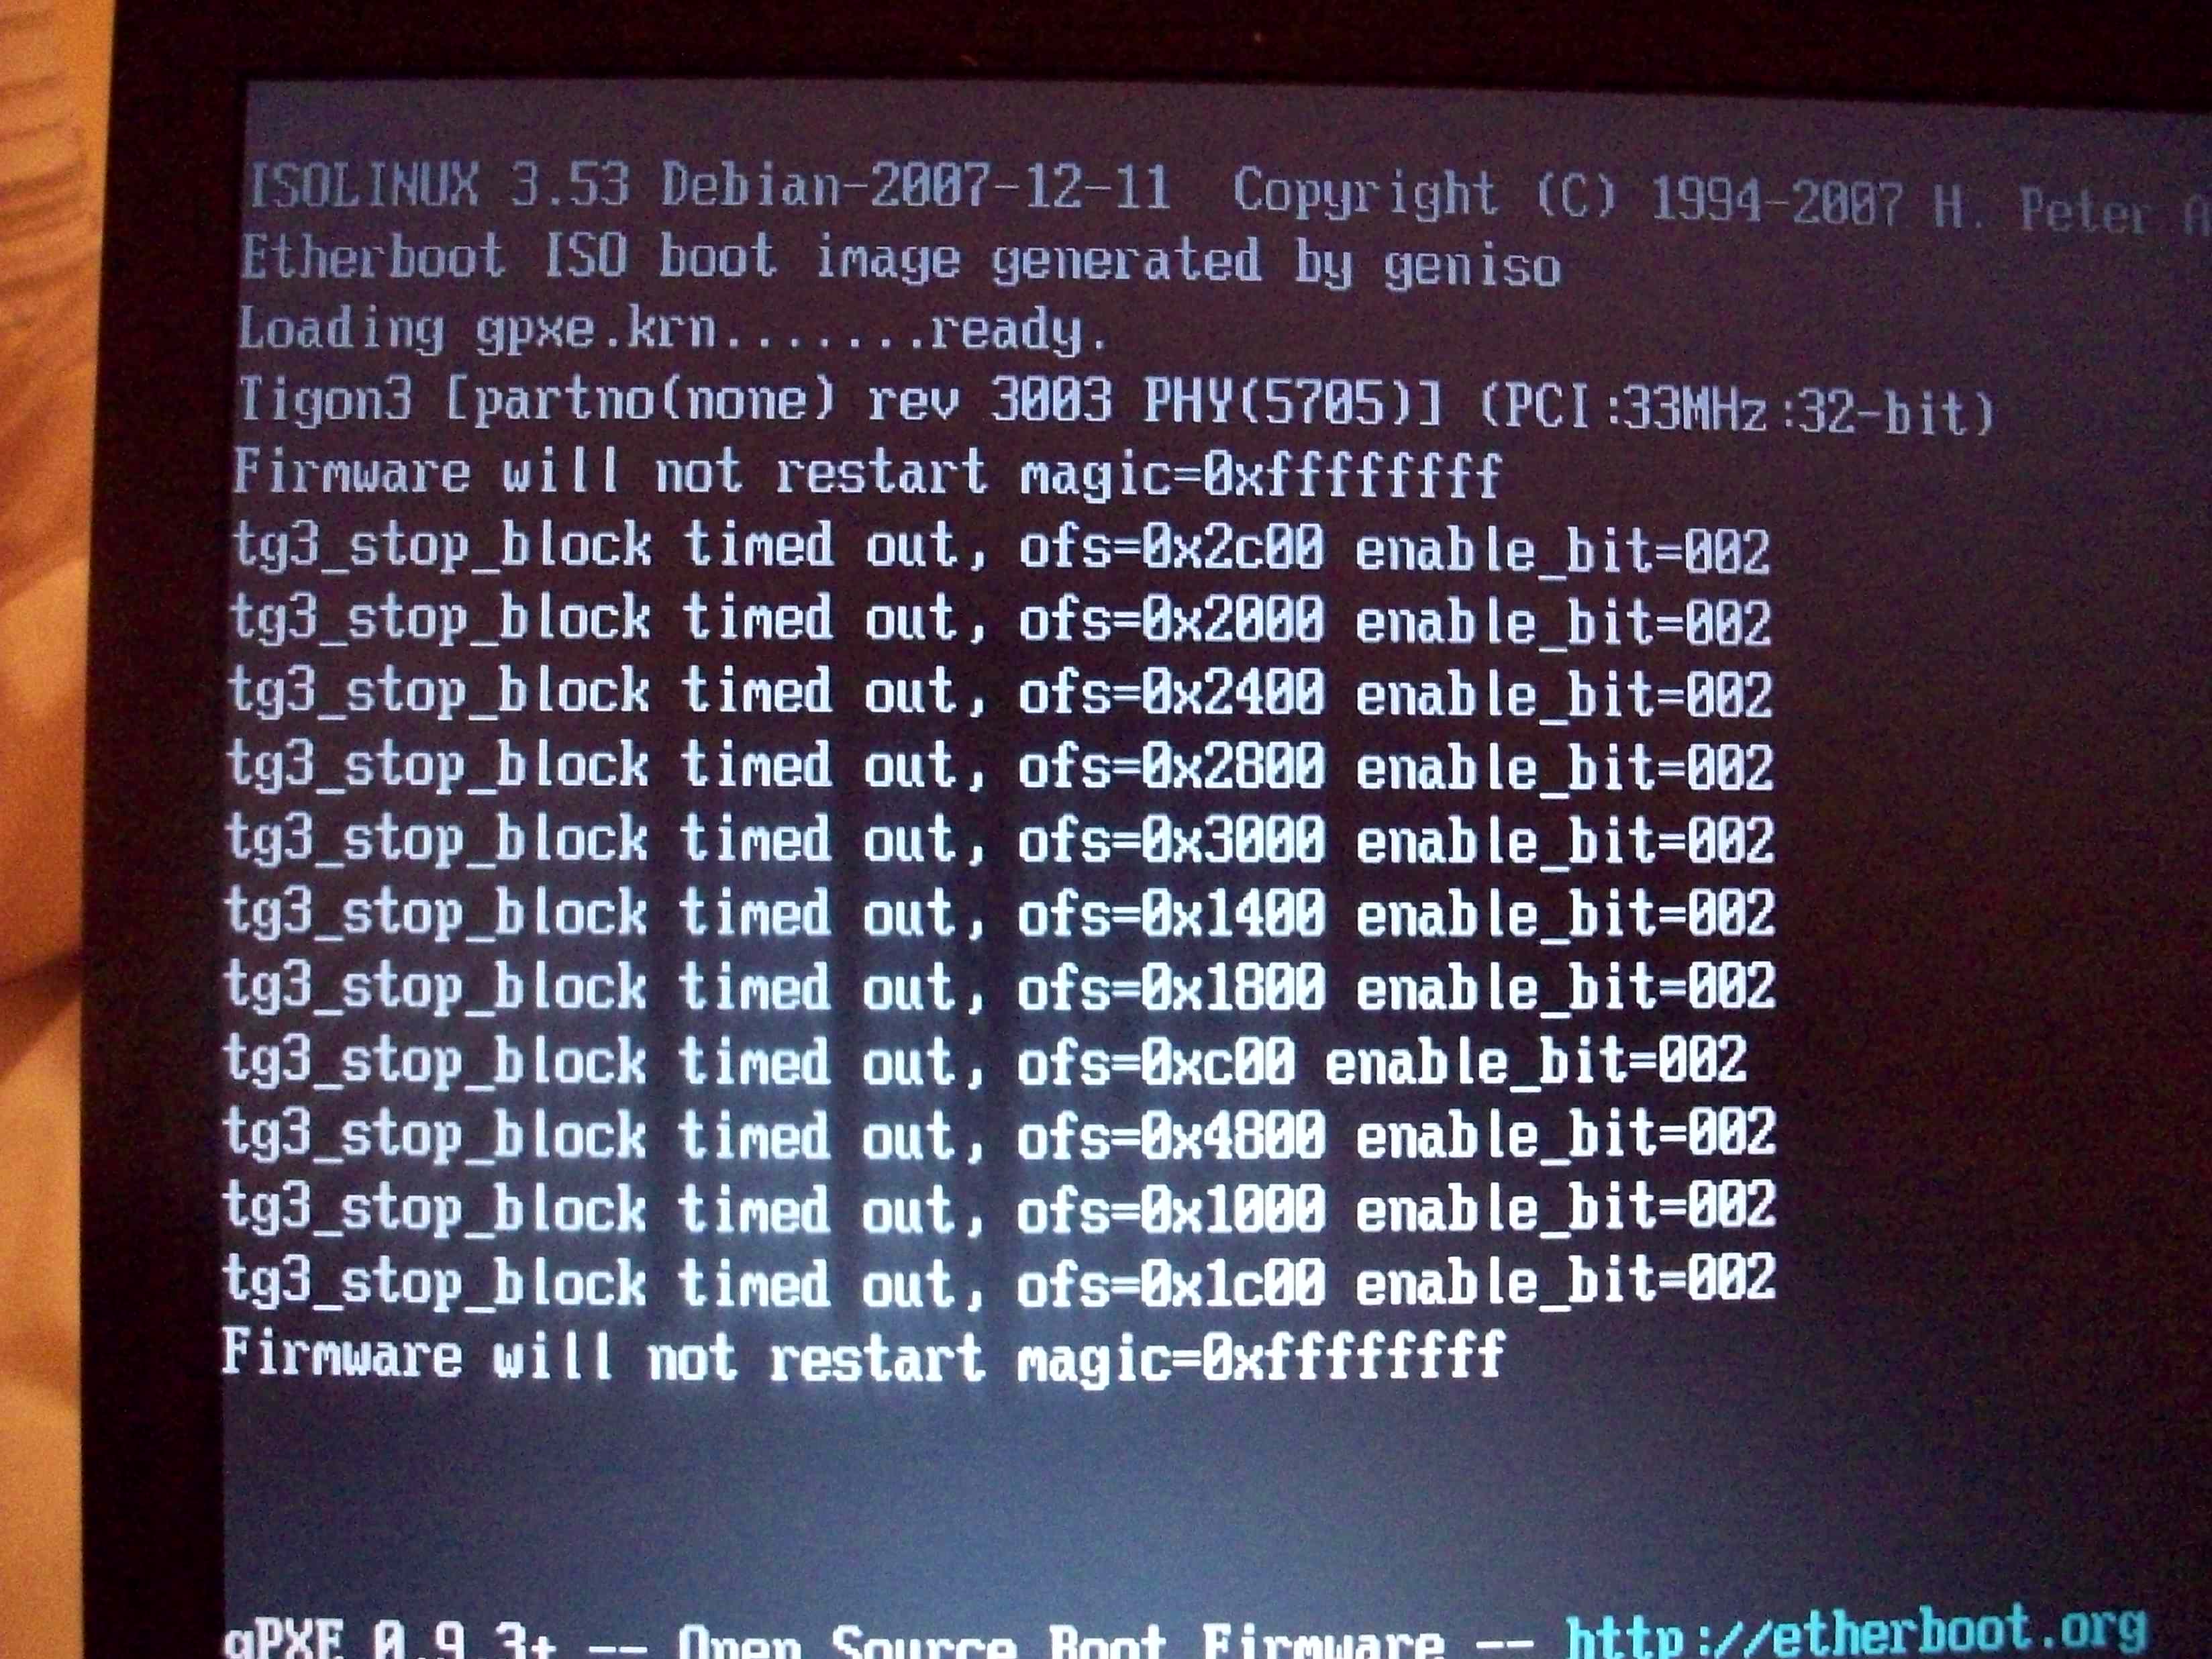 ISOLINUX 3.53 Debian-2007-12-11  Copyright (C) 1994-2007 H. Peter
Etherboot ISO boot image generated by geniso
Loading gpxe.krn........ready.
Tigon3 [partno(none) rev 3003 PHY(5705)] (PCI:33MHz:32-bit)
Firmware will not restart magic=0xffffffff
tg3_stop_block timed out, ofs=0x2c00 enable_bit=002
tg3_stop_block timed out, ofs=0x2000 enable_bit=002
tg3_stop_block timed out, ofs=0x2400 enable_bit=002
tg3_stop_block timed out, ofs=0x2800 enable_bit=002
tg3_stop_block timed out, ofs=0x3000 enable_bit=002
tg3_stop_block timed out, ofs=0x1400 enable_bit=002
tg3_stop_block timed out, ofs=0x1800 enable_bit=002
tg3_stop_block timed out, ofs=0xc00 enable_bit=002
tg3_stop_block timed out, ofs=0x4800 enable_bit=002
tg3_stop_block timed out, ofs=0x1000 enable_bit=002
tg3_stop_block timed out, ofs=0x1c00 enable_bit=002
Firmware will not restart magic=0xffffffff
gPXE 0.9.3+ -- Open Source Boot Firmware -- http://etherboot.org